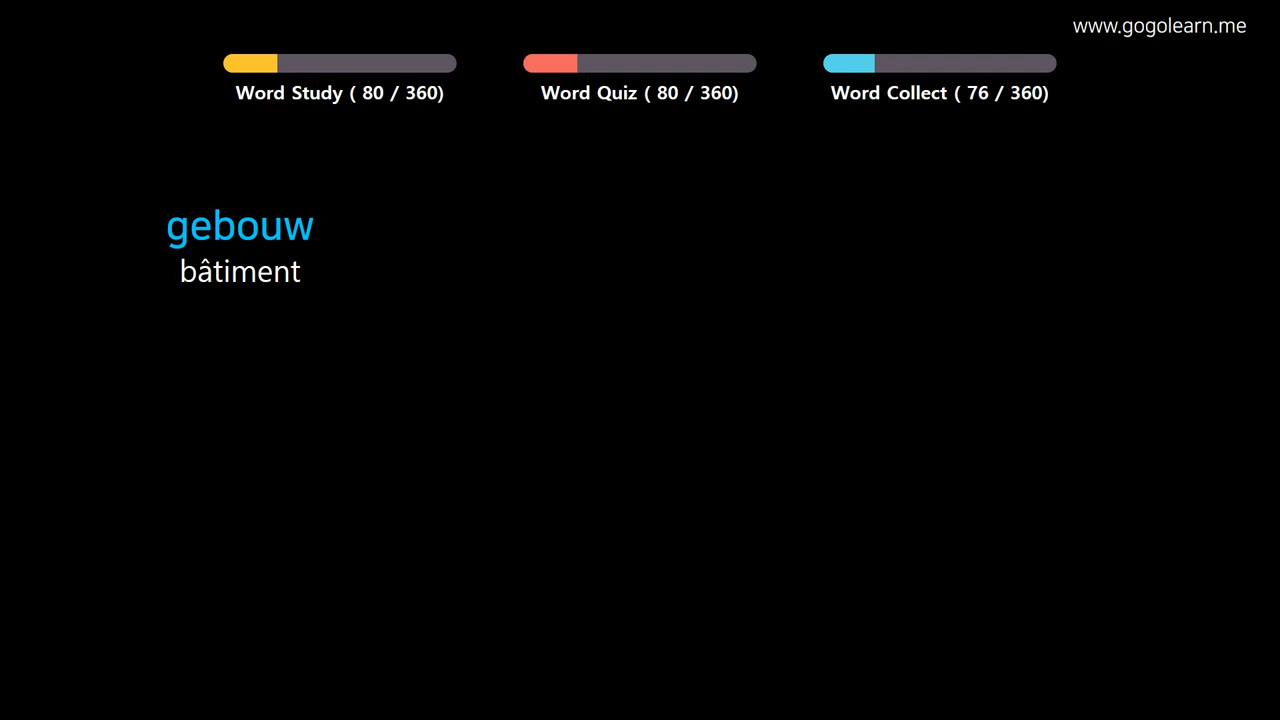 www.gogolearn.me
Word Study ( 80 / 360)
Word Quiz ( 80 / 360)
Word Collect ( 76 / 360)
gebouw
bâtiment